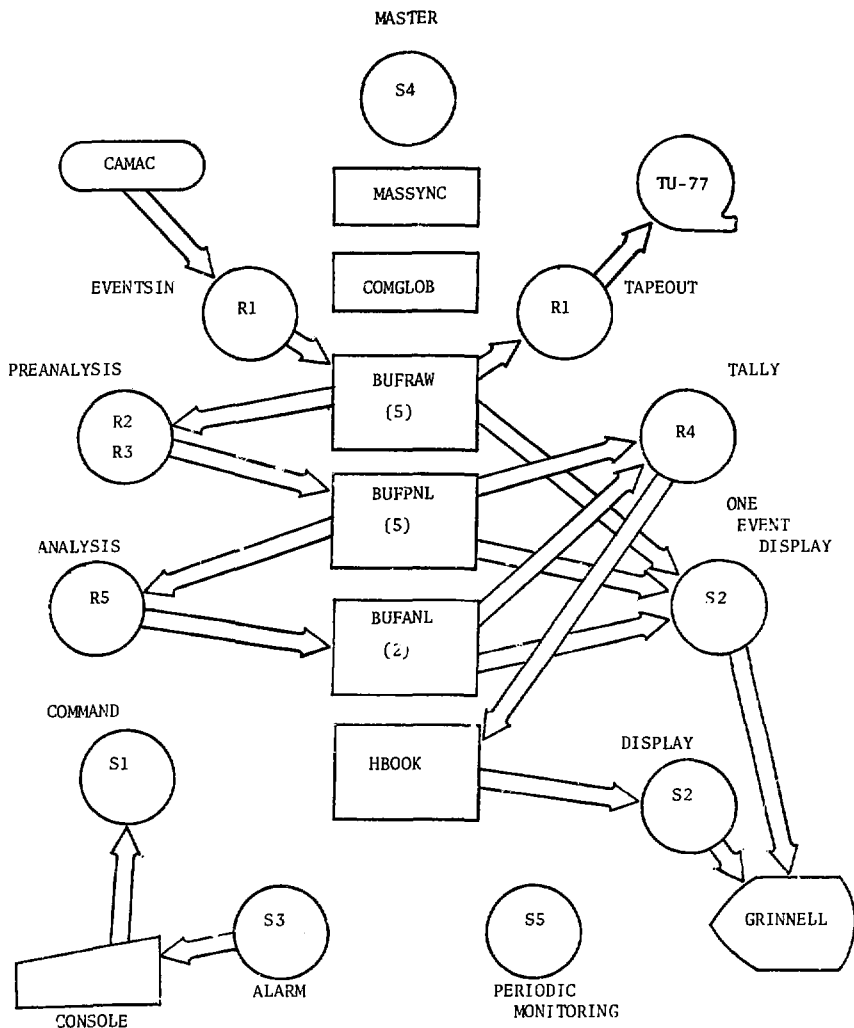 MASTER
S4
CAMAC
MASSYNC
TU-77
EVENTSIN
R1
COMGLOB
R1
TAPEOUT
PREANALYSIS
BUFRAW
(5)
TALLY
R2
R3
R4
BUFPNL
(5)
ONE
EVENT
DISPLAY
ANALYSIS
R5
BUFANL
(2)
S2
COMMAND
S1
HBOOK
DISPLAY
S2
S3
S5
GRINNELL
ALARM
PERIODIC
MONITORING
CONSOLE